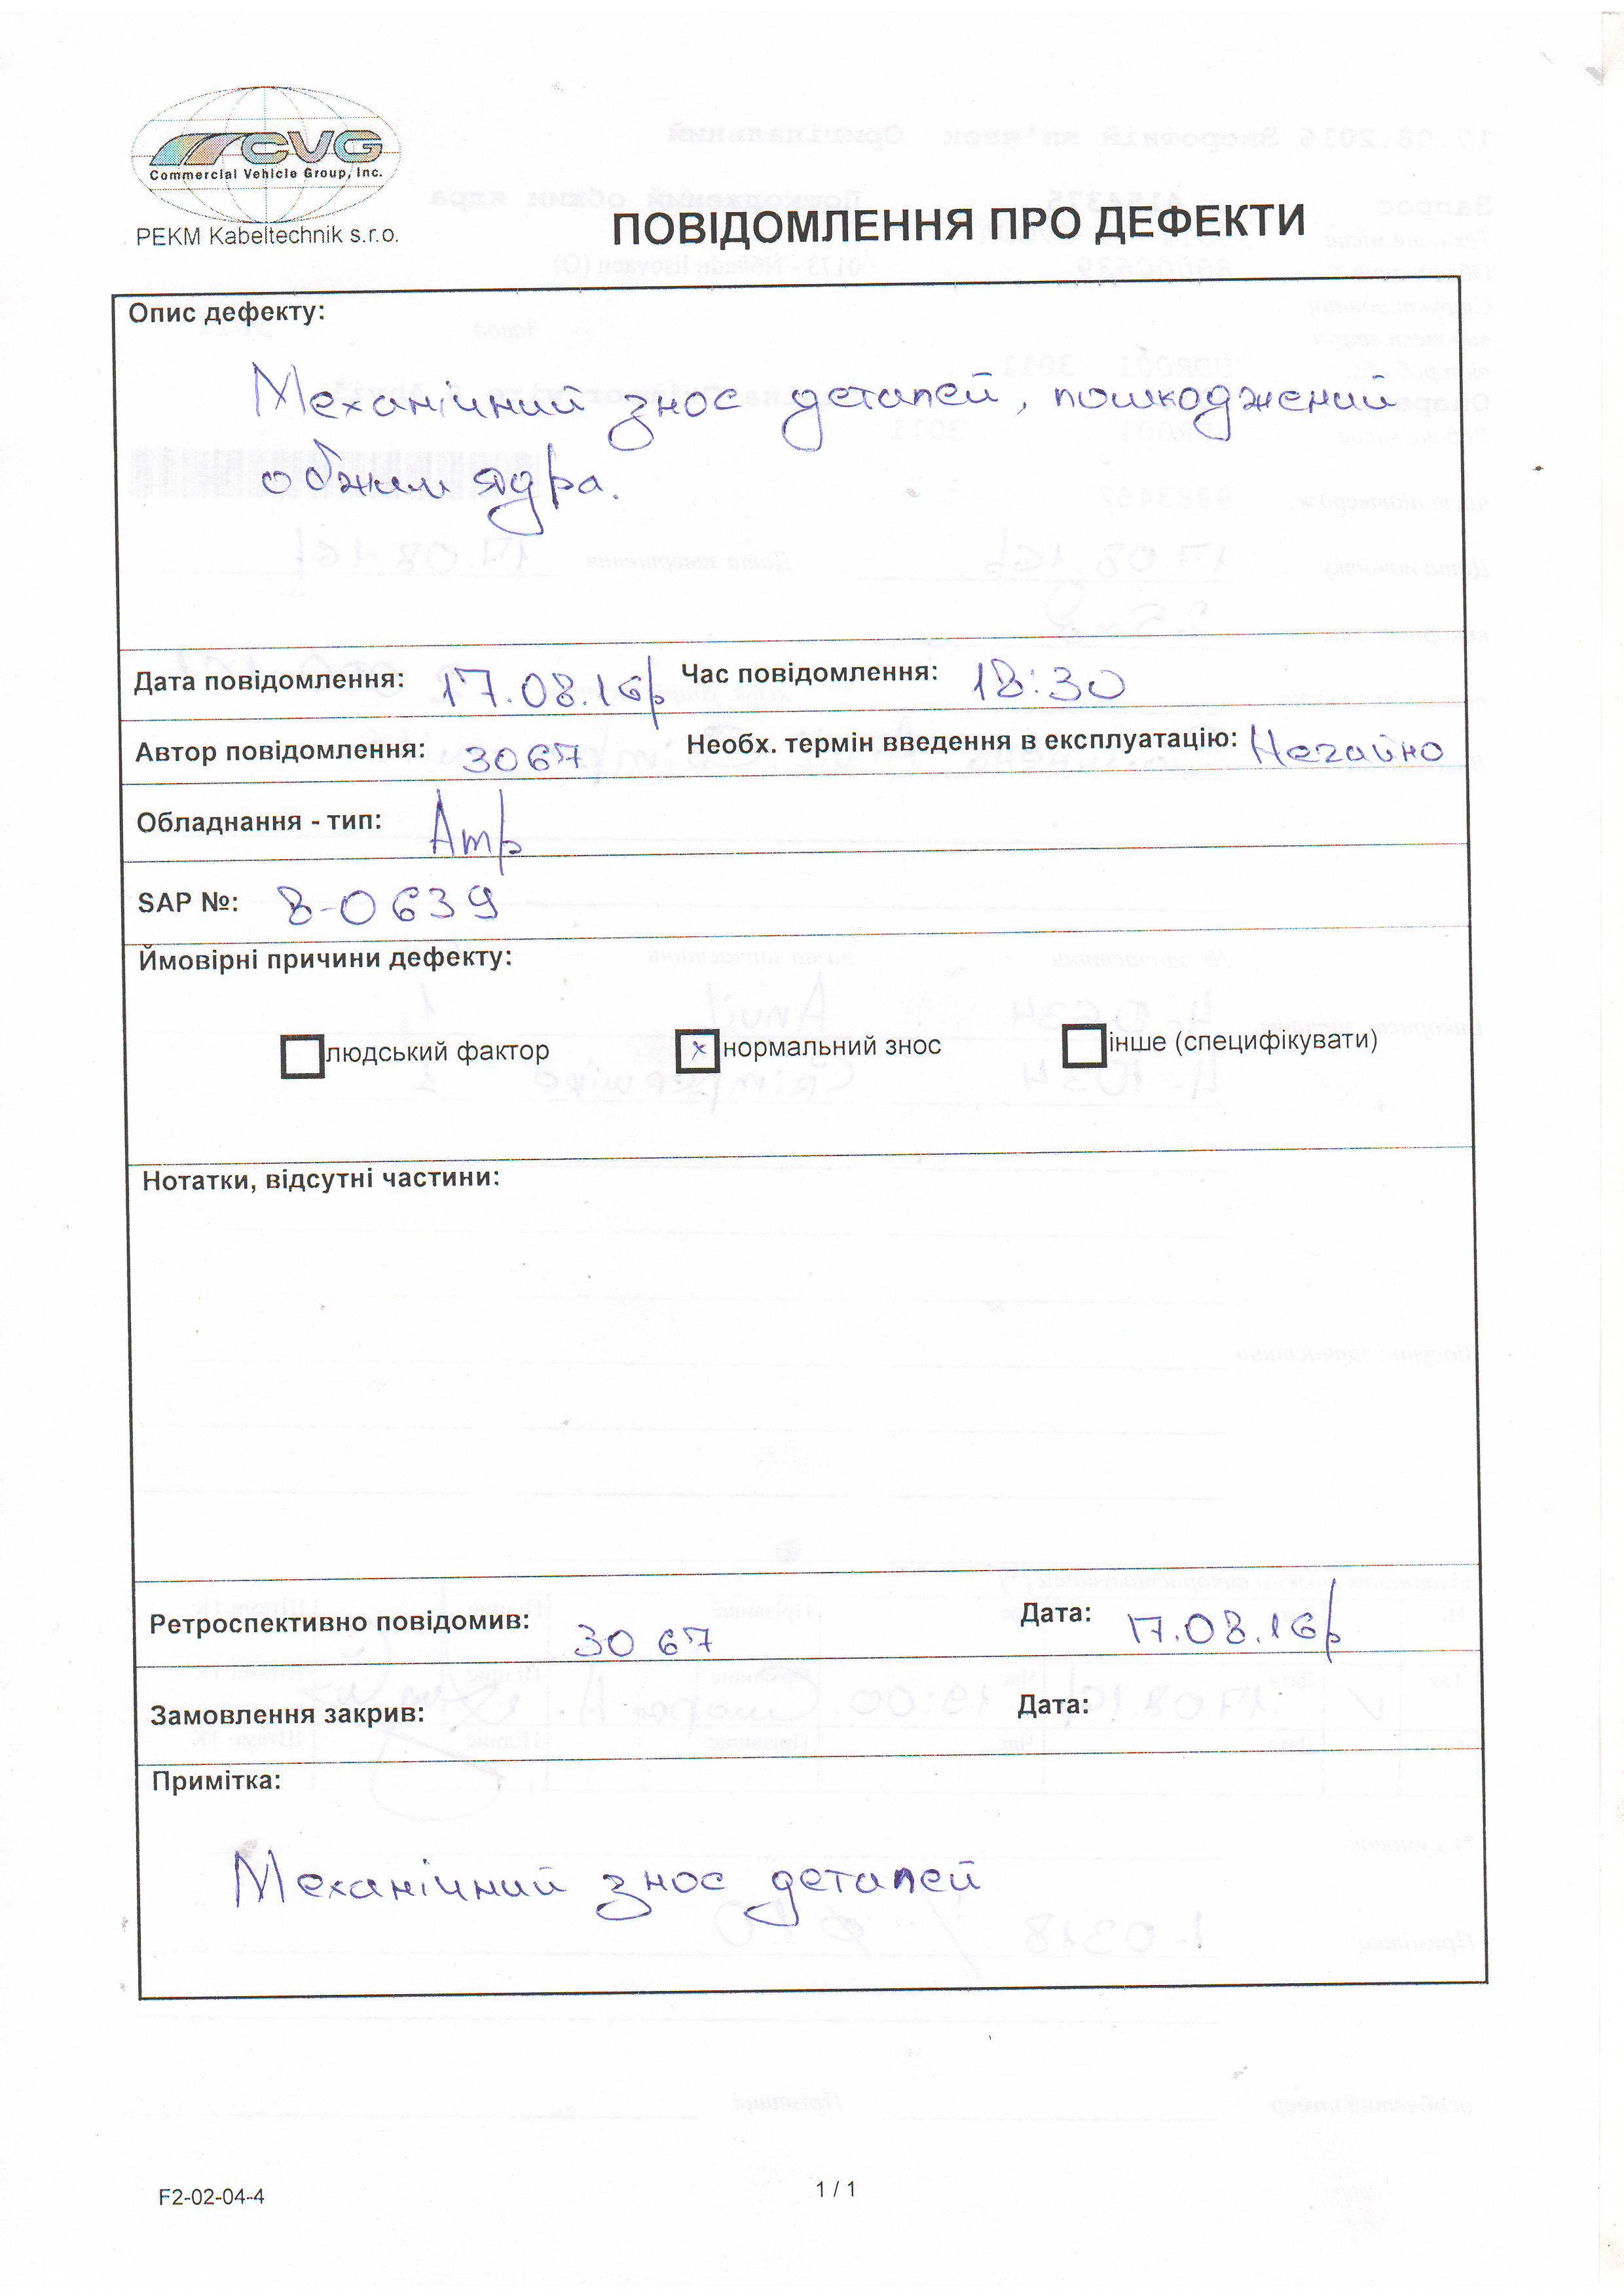 CVG
Commercial Vehicle Group, Inc.
PEKM Kabeltechnik s.r.o.
ПОВІДОМЛЕННЯ ПРО ДЕФЕКТИ
Опис дефекту:
Механічний знос деталей, пошкоджений
обжим ядра.
Дата повідомлення: 17.08.16р Час повідомлення: 18:30
Автор повідомлення: 3067 Необх. термін введення в експлуатацію: Негайно
Обладнання - тип: Amp
SAP №: 8-0639
Ймовірні причини дефекту:
людський фактор x нормальний знос інше (специфікувати)
Нотатки, відсутні частини:
Ретроспективно повідомив: 3067 Дата: 17.08.16р
Замовлення закрив: Дата:
Примітка:
Механічний знос деталей
F2-02-04-4 1 / 1